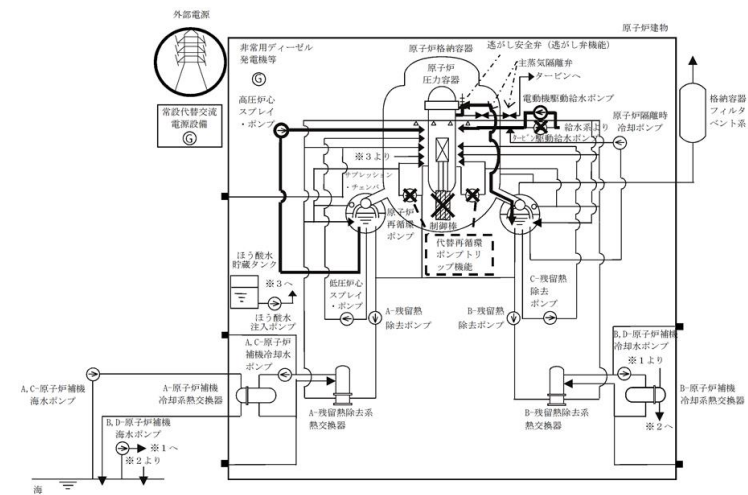 外部電源
原子炉建物
非常用ディーゼル
発電機等
G
原子炉格納容器
逃がし安全弁（逃がし弁機能）
主蒸気隔離弁
タービンへ
原子炉
圧力容器
高圧炉心
スプレイ
・ポンプ
常設代替交流
電源設備
G
電動機駆動給水ポンプ
給水系より
タービン駆動給水ポンプ
原子炉隔離時
冷却ポンプ
格納容器
フィルタ
ベント系
※３より
サプレッション
・チェンバ
原子炉
再循環
ポンプ
制御棒
代替再循環
ポンプトリ
ップ機能
ほう酸水
貯蔵タンク
※３へ
ほう酸水
注入ポンプ
低圧炉心
スプレイ
・ポンプ
A-残留熱
除去ポンプ
B-残留熱
除去ポンプ
C-残留熱
除去
ポンプ
A,C-原子炉
補機冷却水
ポンプ
B,D-原子炉補機
冷却水ポンプ
※１より
A,C-原子炉補機
海水ポンプ
A-原子炉補機
冷却系熱交換器
B-原子炉補機
冷却系熱交換器
A-残留熱除去系
熱交換器
B-残留熱除去系
熱交換器
B,D-原子炉補機
海水ポンプ
※１へ
※２より
※２へ
海